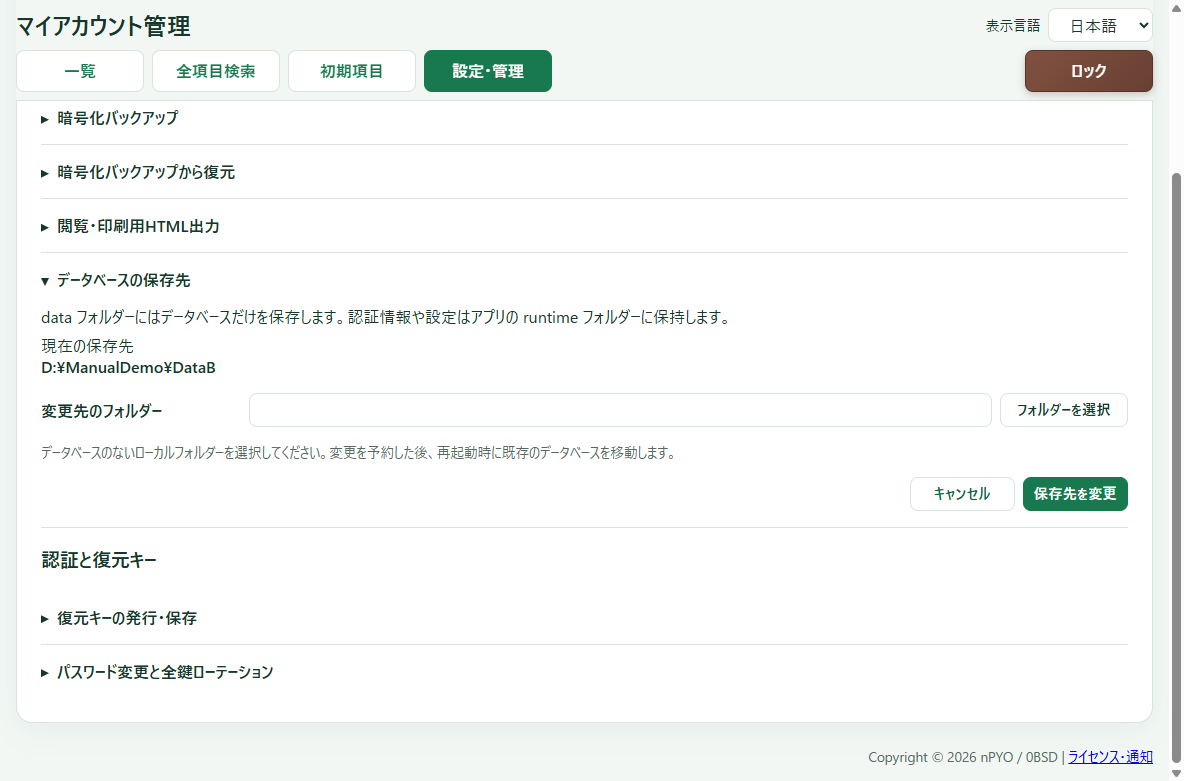 マイアカウント管理
表示言語 日本語
一覧 全項目検索 初期項目 設定・管理 ロック
▸ 暗号化バックアップ
▸ 暗号化バックアップから復元
▸ 閲覧・印刷用HTML出力
▾ データベースの保存先
data フォルダーにはデータベースだけを保存します。認証情報や設定はアプリの runtime フォルダーに保持します。
現在の保存先
D:¥ManualDemo¥DataB
変更先のフォルダー フォルダーを選択
データベースのないローカルフォルダーを選択してください。変更を予約した後、再起動時に既存のデータベースを移動します。
キャンセル 保存先を変更
認証と復元キー
▸ 復元キーの発行・保存
▸ パスワード変更と全鍵ローテーション
Copyright © 2026 nPYO / 0BSD | ライセンス・通知